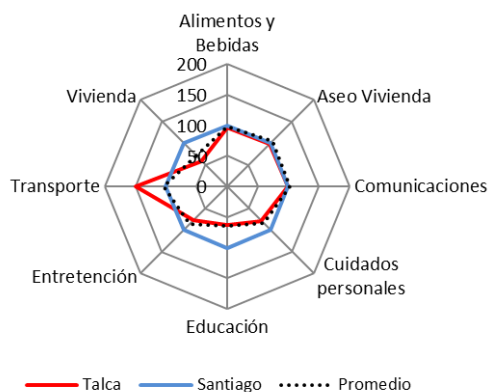 Alimentos y
Bebidas
200
Vivienda
Aseo Vivienda
150
100
50
Transporte
0
Comunicaciones
Entretención
Cuidados
personales
Educación
Talca
Santiago
Promedio